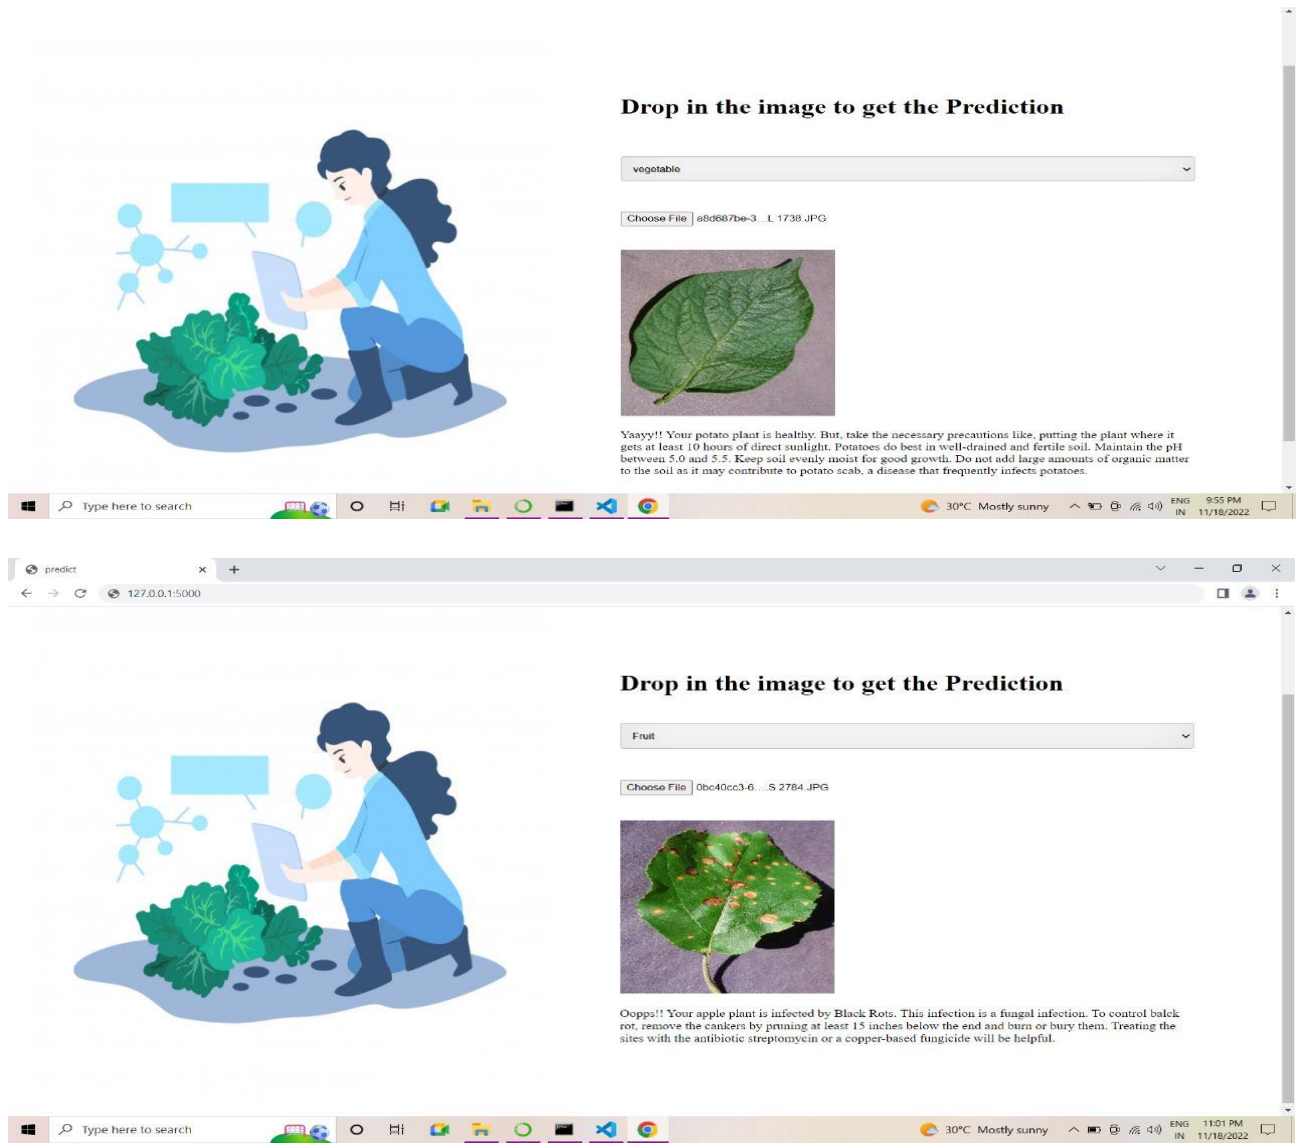 Drop in the image to get the Prediction
vegetable
Choose File a8d687be-3...L 1738.JPG
Yaayy!! Your potato plant is healthy. But, take the necessary precautions like, putting the plant where it
gets at least 10 hours of direct sunlight. Potatoes do best in well-drained and fertile soil. Maintain the pH
between 5.0 and 5.5. Keep soil evenly moist for good growth. Do not add large amounts of organic matter
to the soil as it may contribute to potato scab, a disease that frequently infects potatoes.
Type here to search
30°C Mostly sunny
ENG
IN
9:55 PM
11/18/2022
predict
127.0.0.1:5000
Drop in the image to get the Prediction
Fruit
Choose File 0bc40cc3-6....S 2784.JPG
Oopps!! Your apple plant is infected by Black Rots. This infection is a fungal infection. To control balck
rot, remove the cankers by pruning at least 15 inches below the end and burn or bury them. Treating the
sites with the antibiotic streptomycin or a copper-based fungicide will be helpful.
Type here to search
30°C Mostly sunny
ENG
IN
11:01 PM
11/18/2022